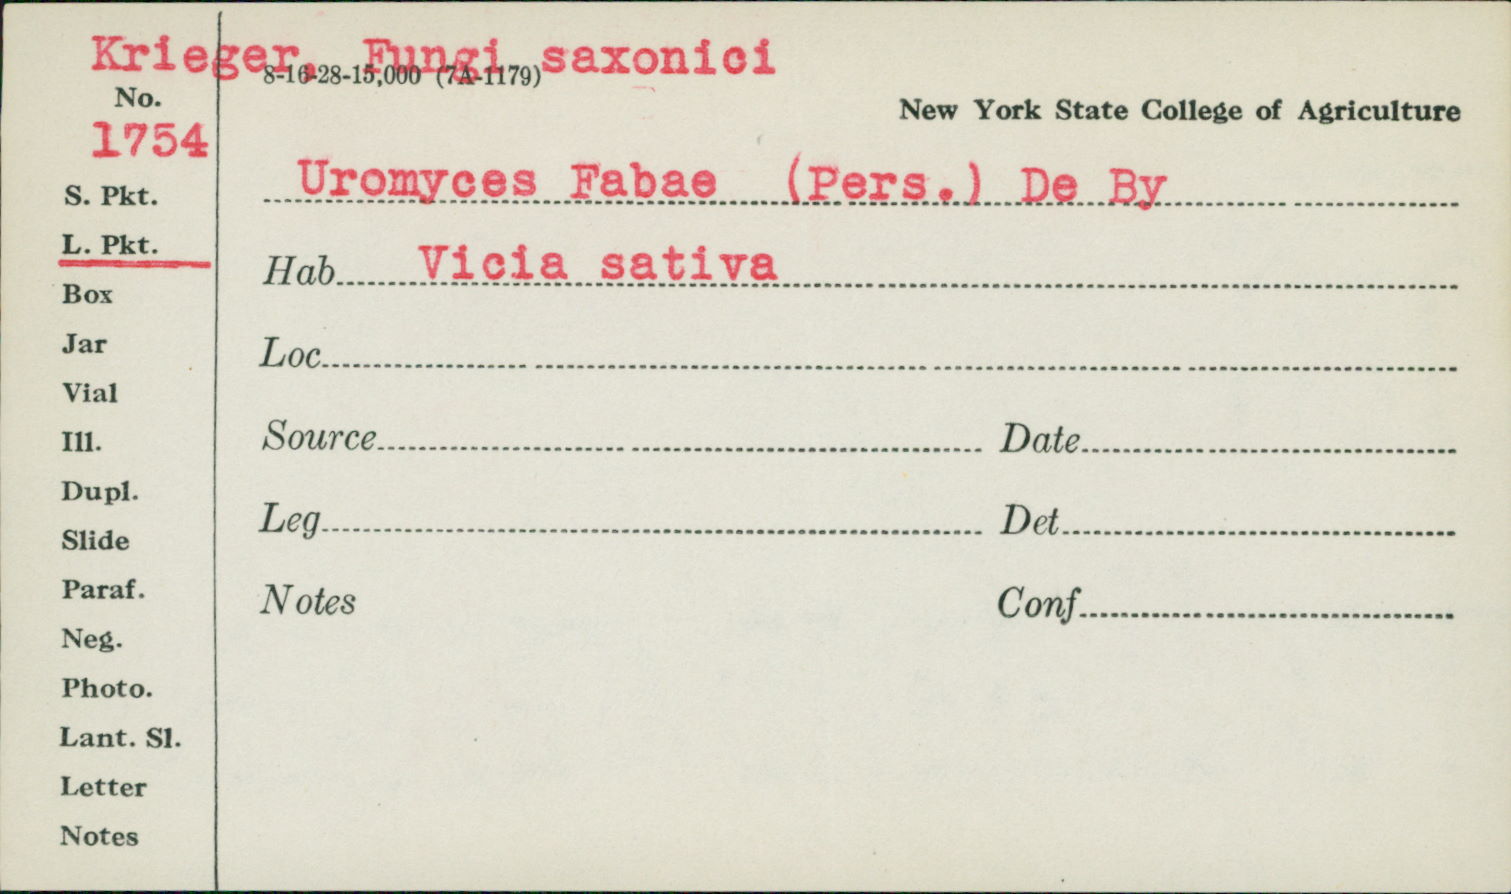 Krieger, Fungi saxonici
8-16-28-15,000 (7A-1179)
No.
1754
New York State College of Agriculture
Uromyces Fabae (Pers.) De By
S. Pkt.
L. Pkt.
Box
Jar
Vial
Ill.
Dupl.
Slide
Paraf.
Neg.
Photo.
Lant. Sl.
Letter
Notes
Hab Vicia sativa
Loc
Source Date
Leg Det
Notes Conf